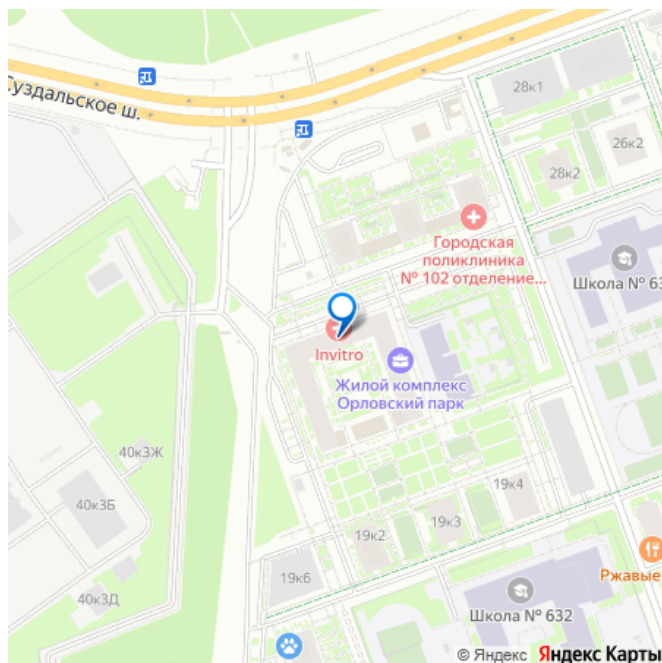 Суздальское ш.
28к1
26к2
28к2
Городская
поликлиника
№ 102 отделение...
Школа № 63
Invitro
Жилой комплекс
Орловский парк
40к3Ж
40к3Б
19к4
19к3
19к2
19к6
Ржавые
40к3Д
Школа № 632
© Яндекс Яндекс Карты